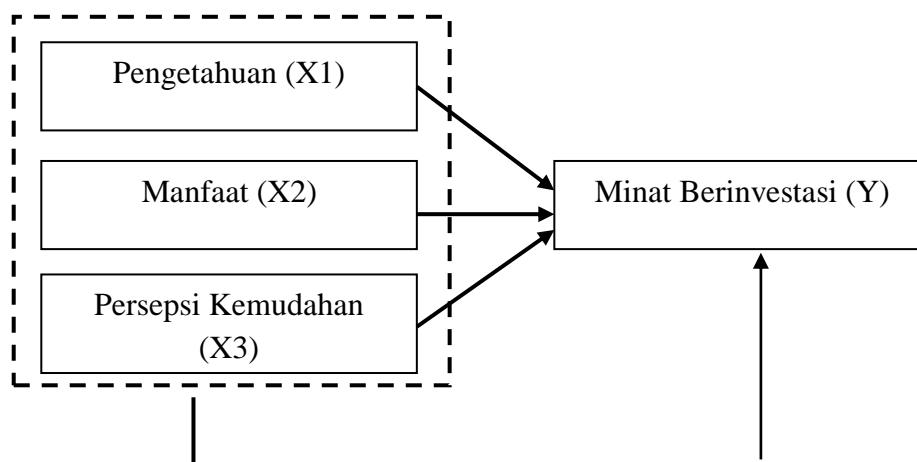 Pengetahuan (X1)
Manfaat (X2)
Minat Berinvestasi (Y)
Persepsi Kemudahan
(X3)